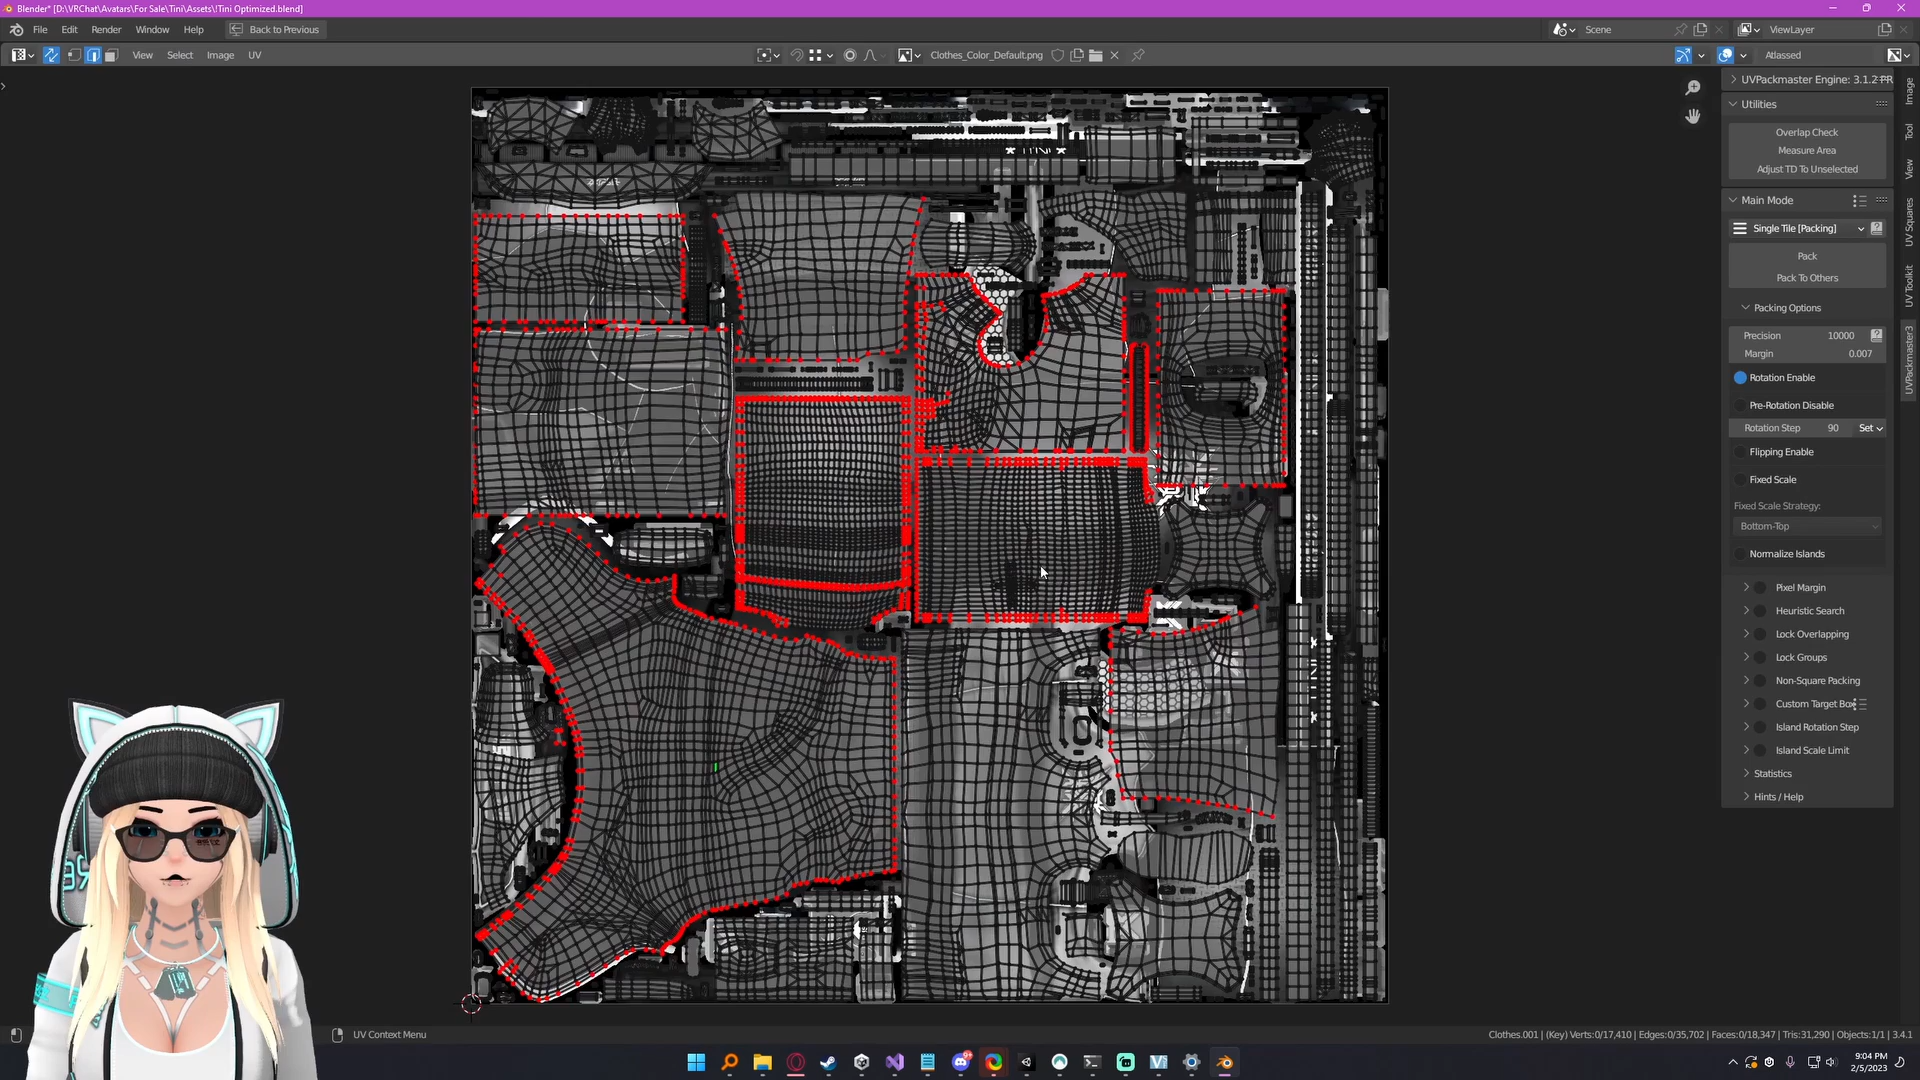 Blender* [D:\VRChat\Avatars\For Sale\Tini\Assets\!Tini Optimized.blend]
File Edit Render Window Help Back to Previous
Scene ViewLayer
View Select Image UV
Clothes_Color_Default.png
Atlassed
UVPackmaster Engine: 3.1.2 PR
Utilities
Overlap Check
Measure Area
Adjust TD To Unselected
Main Mode
Single Tile [Packing]
Pack
Pack To Others
Packing Options
Precision 10000
Margin 0.007
Rotation Enable
Pre-Rotation Disable
Rotation Step 90 Set
Flipping Enable
Fixed Scale
Fixed Scale Strategy:
Bottom-Top
Normalize Islands
Pixel Margin
Heuristic Search
Lock Overlapping
Lock Groups
Non-Square Packing
Custom Target Box
Island Rotation Step
Island Scale Limit
Statistics
Hints / Help
Image
Tool
View
UV Squares
UV Toolkit
UVPackmaster3
UV Context Menu
Clothes.001 | (Key) Verts:0/17,410 | Edges:0/35,702 | Faces:0/18,347 | Tris:31,290 | Objects:1/1 | 3.4.1
9:04 PM
2/5/2023